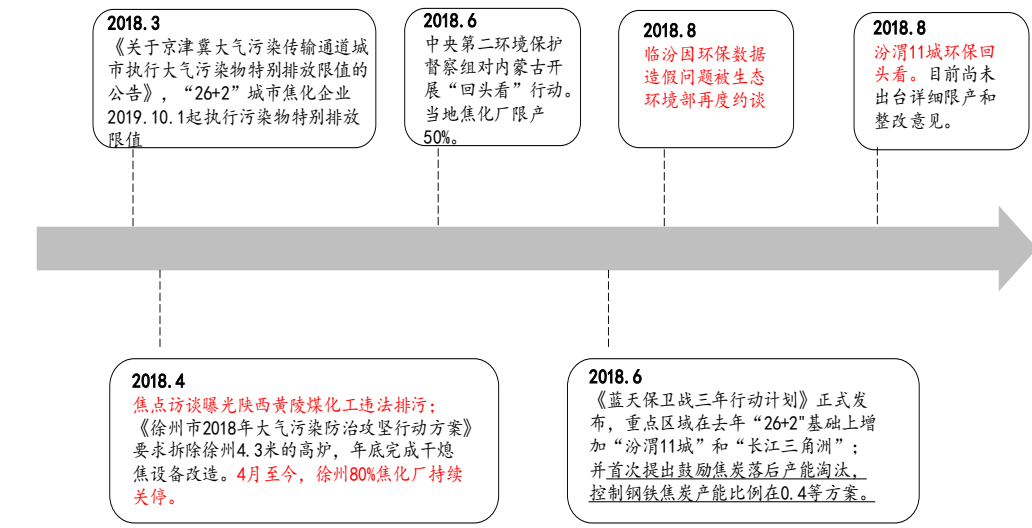 2018.3
《关于京津冀大气污染传输通道城
市执行大气污染物特别排放限值的
公告》，“26+2”城市焦化企业
2019.10.1起执行污染物特别排放
限值
2018.6
中央第二环境保护
督察组对内蒙古开
展“回头看”行动。
当地焦化厂限产
50%。
2018.8
临汾因环保数据
造假问题被生态
环境部再度约谈
2018.8
汾渭11城环保回
头看。目前尚未
出台详细限产和
整改意见。
2018.4
焦点访谈曝光陕西黄陵煤化工违法排污；
《徐州市2018年大气污染防治攻坚行动方案》
要求拆除徐州4.3米的高炉，年底完成干熄
焦设备改造。4月至今，徐州80%焦化厂持续
关停。
2018.6
《蓝天保卫战三年行动计划》正式发
布，重点区域在去年“26+2"基础上增
加“汾渭11城”和“长江三角洲”；
并首次提出鼓励焦炭落后产能淘汰，
控制钢铁焦炭产能比例在0.4等方案。